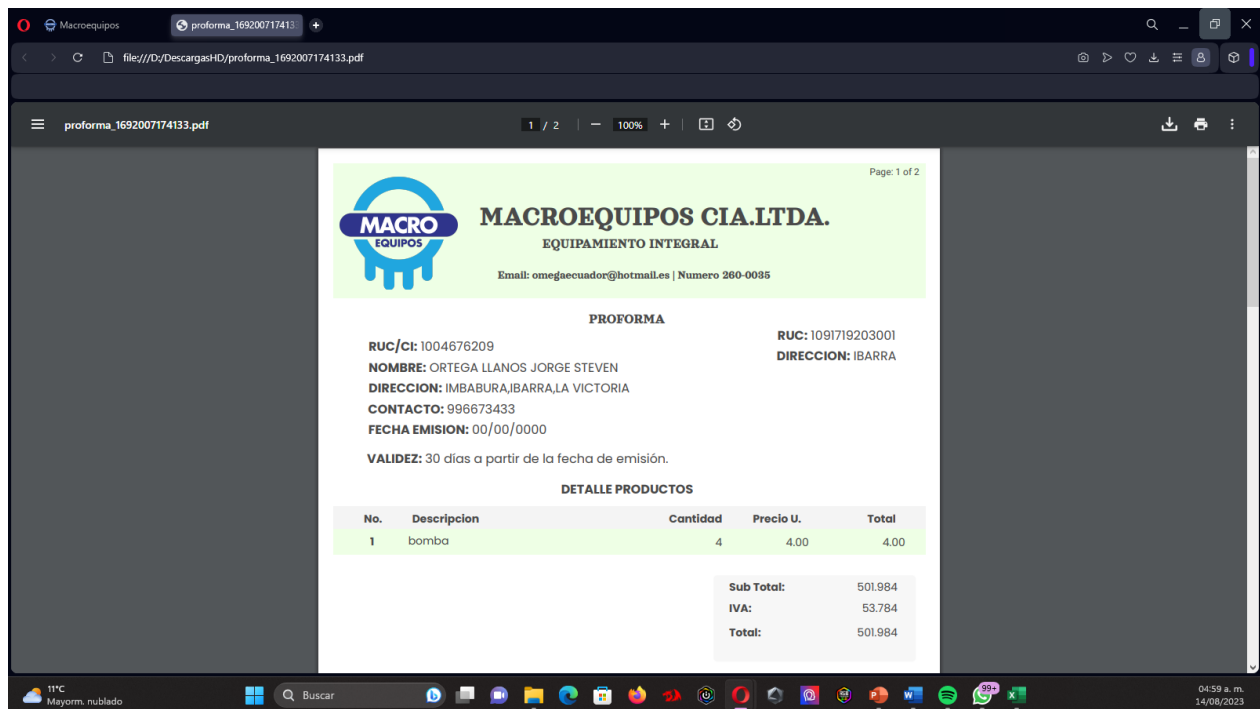 Macroequipos
proforma_169200717413
file:///D:/DescargasHD/proforma_1692007174133.pdf
proforma_1692007174133.pdf
1 / 2
100%
Page: 1 of 2
MACRO
EQUIPOS
MACROEQUIPOS CIA.LTDA.
EQUIPAMIENTO INTEGRAL
Email: omegaecuador@hotmail.es | Numero 260-0035
PROFORMA
RUC: 1091719203001
DIRECCION: IBARRA
RUC/CI: 1004676209
NOMBRE: ORTEGA LLANOS JORGE STEVEN
DIRECCION: IMBABURA,IBARRA,LA VICTORIA
CONTACTO: 996673433
FECHA EMISION: 00/00/0000
VALIDEZ: 30 días a partir de la fecha de emisión.
DETALLE PRODUCTOS
No. Descripcion Cantidad Precio U. Total
1 bomba 4 4.00 4.00
Sub Total: 501.984
IVA: 53.784
Total: 501.984
11°C
Mayorm. nublado
Buscar
99+
04:59 a. m.
14/08/2023